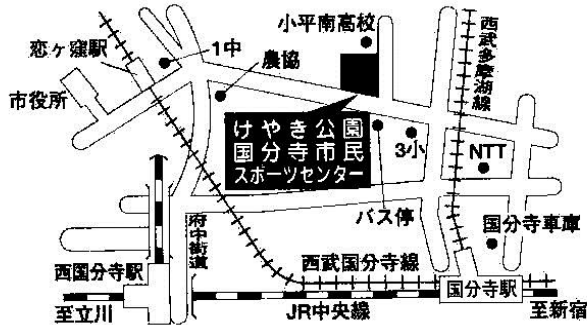 小平南高校
恋ヶ窪駅
1中
農協
市役所
西武多摩湖線
けやき公園
国分寺市民
スポーツセンター
3小
NTT
バス停
国分寺車庫
府中街道
西国分寺駅
西武国分寺線
国分寺駅
至立川
JR中央線
至新宿